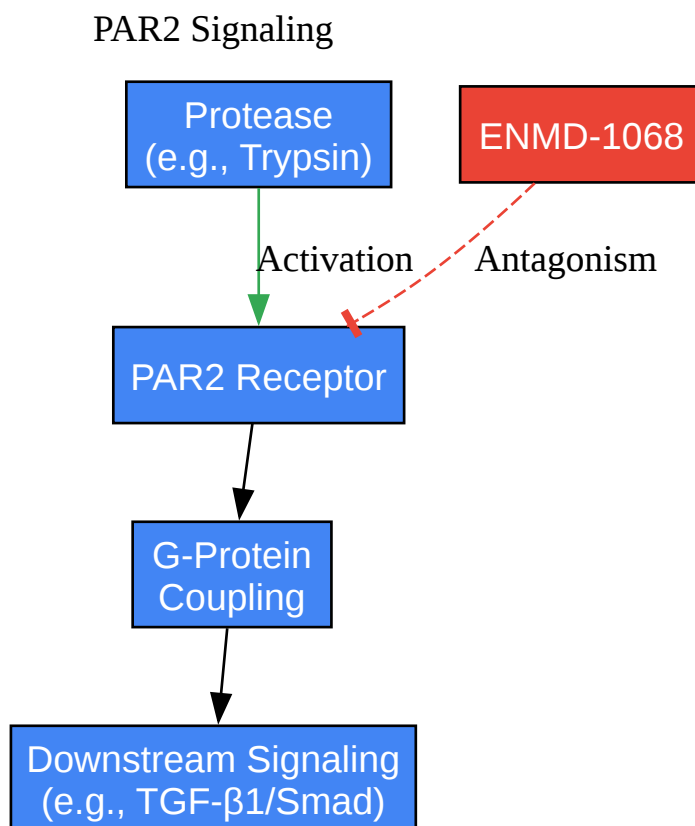 PAR2 Signaling
Protease
(e.g., Trypsin)
ENMD-1068
Activation
Antagonism
PAR2 Receptor
G-Protein
Coupling
Downstream Signaling
(e.g., TGF-β1/Smad)